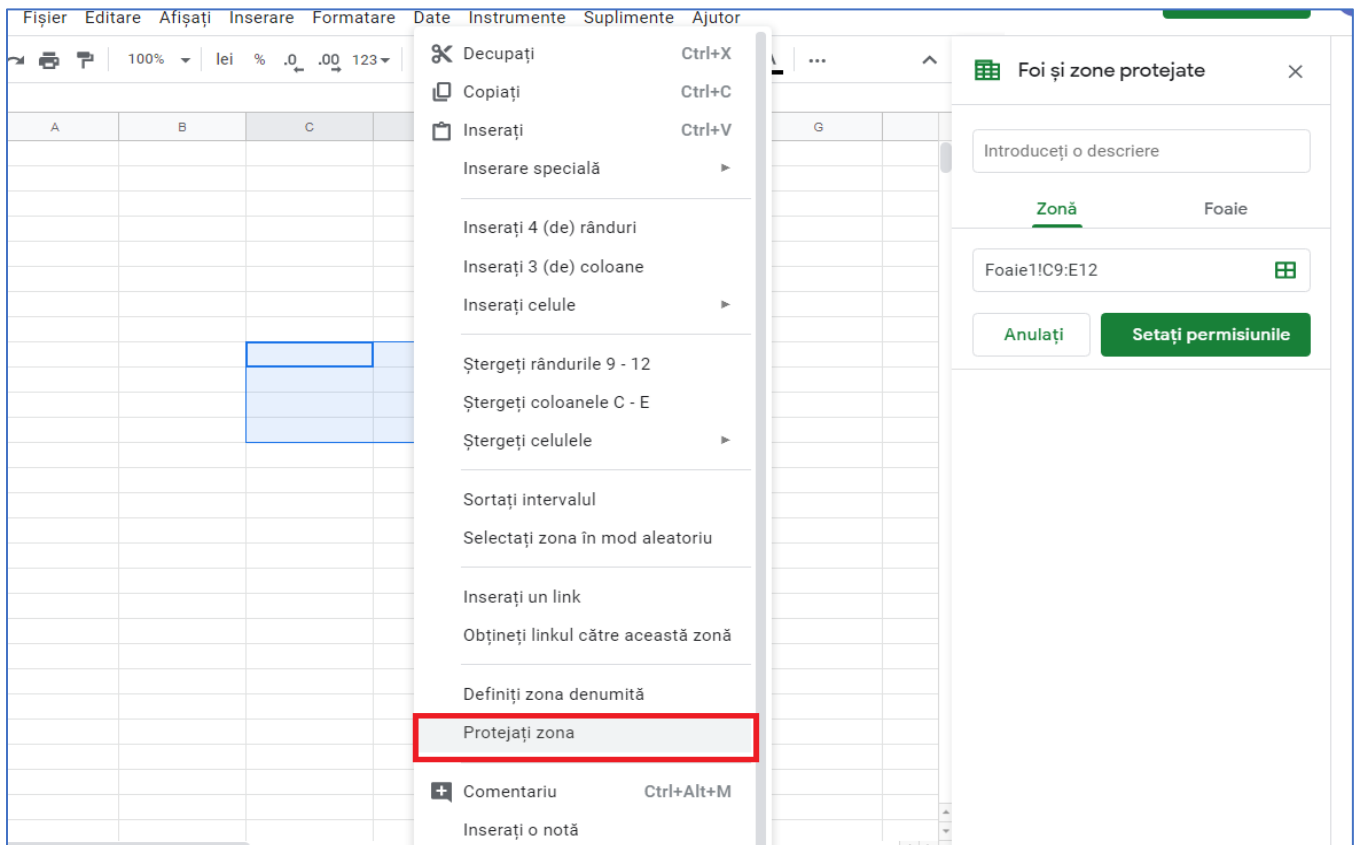 Fișier Editare Afișați Inserare Formatare Date Instrumente Suplimente Ajutor
100% lei % .0 .00 123
A B C G
Decupați Ctrl+X
Copiați Ctrl+C
Inserați Ctrl+V
Inserare specială
Inserați 4 (de) rânduri
Inserați 3 (de) coloane
Inserați celule
Ștergeți rândurile 9 - 12
Ștergeți coloanele C - E
Ștergeți celulele
Sortați intervalul
Selectați zona în mod aleatoriu
Inserați un link
Obțineți linkul către această zonă
Definiți zona denumită
Protejați zona
Comentariu Ctrl+Alt+M
Inserați o notă
Foi și zone protejate
Introduceți o descriere
Zonă Foaie
Foaie1!C9:E12
Anulați Setați permisiunile